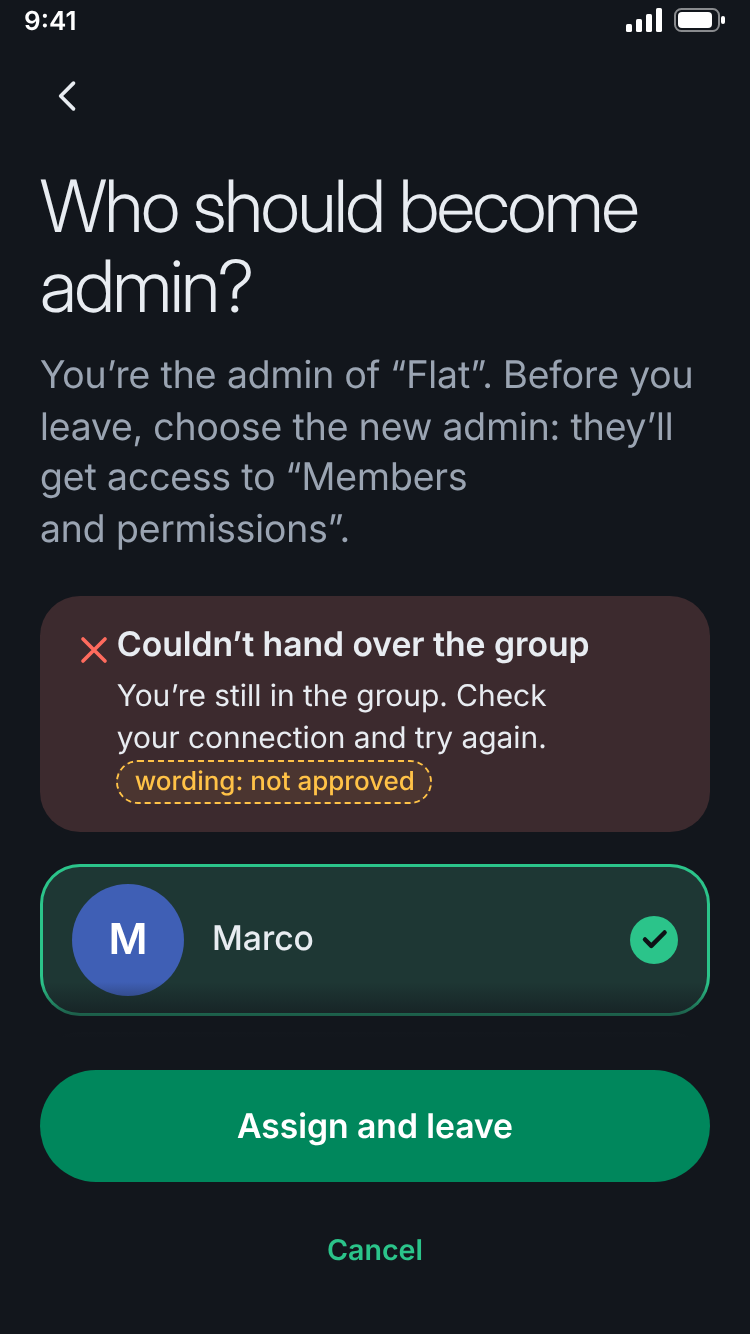 9:41
Who should become
admin?
You’re the admin of “Flat”. Before you
leave, choose the new admin: they’ll
get access to “Members
and permissions”.
Couldn’t hand over the group
You’re still in the group. Check
your connection and try again.
wording: not approved
M
Marco
Assign and leave
Cancel